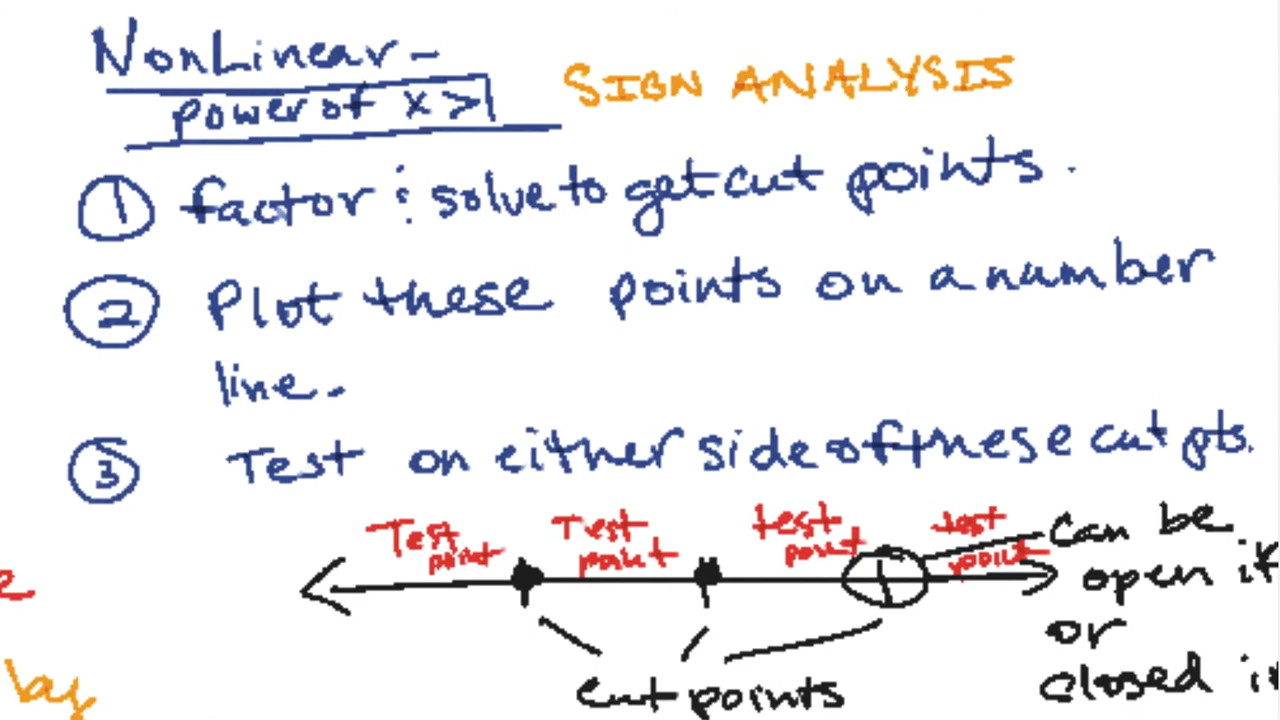 NonLinear -
SIGN ANALYSIS
power of x >1
① factor : solve to get cut points.
② Plot these points on a number
line.
③ Test on either side of these cut pts.
Test point Test point test point test point
can be
open if
or
closed if
cut points
e
by